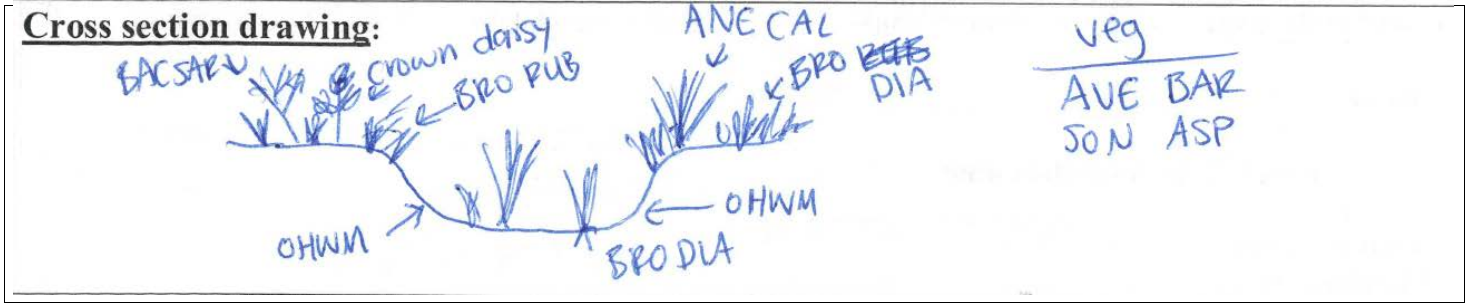 Cross section drawing:
BACSAR
crown daisy
BRO RUB
ANE CAL
BRO
DIA
veg
AVE BAR
SON ASP
OHWM
OHWM
BRO DIA